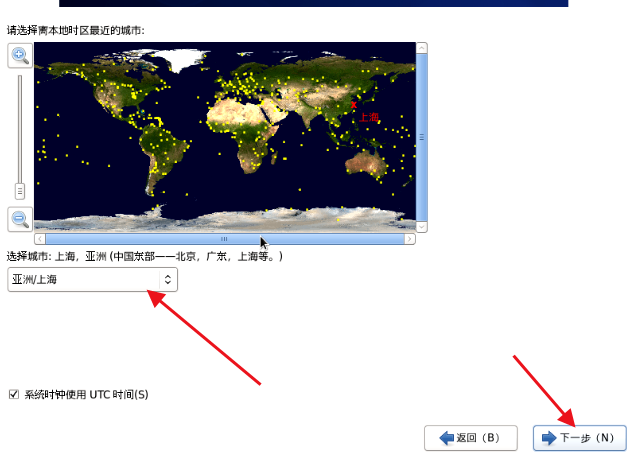 请选择离本地时区最近的城市:
上海
选择城市: 上海, 亚洲 (中国东部——北京, 广东, 上海等。)
亚洲/上海
系统时钟使用 UTC 时间(S)
返回（B）
下一步（N）